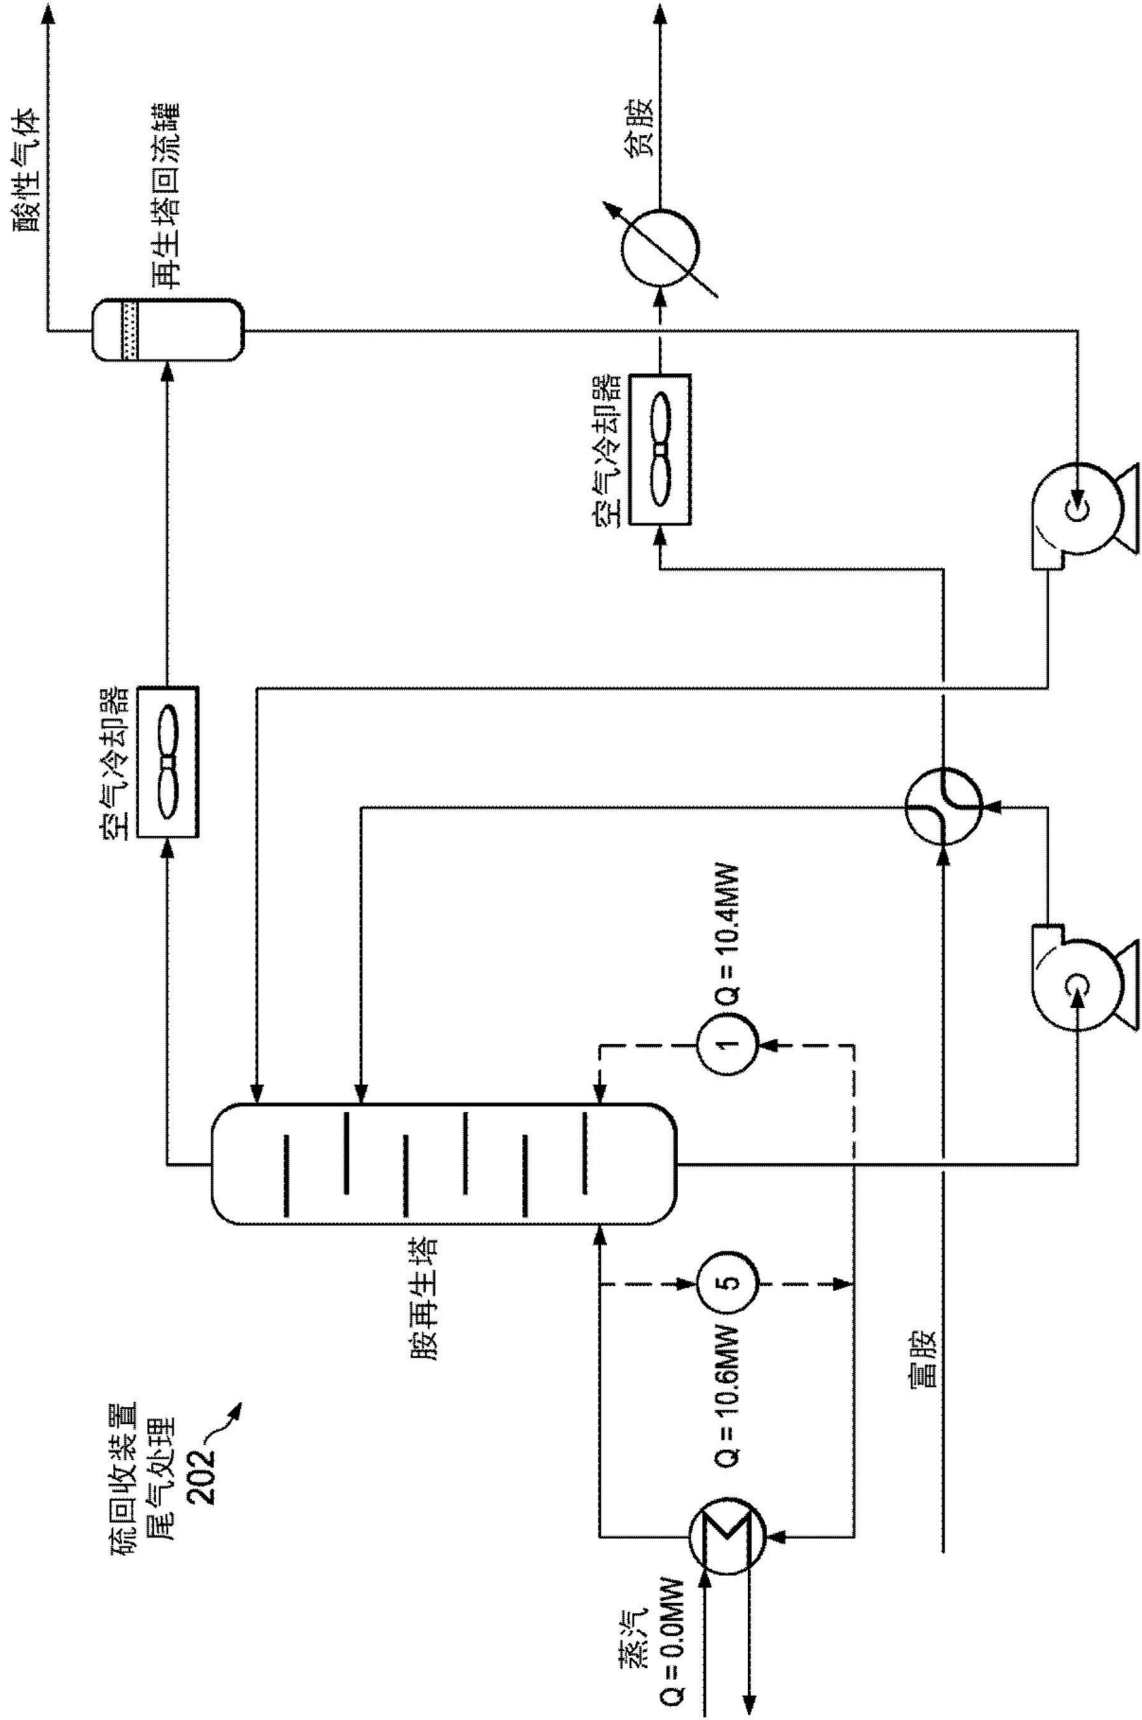 硫回收装置
尾气处理
202
酸性气体
再生塔回流罐
空气冷却器
空气冷却器
贫胺
胺再生塔
1
Q = 10.4MW
5
Q = 10.6MW
蒸汽
Q = 0.0MW
富胺